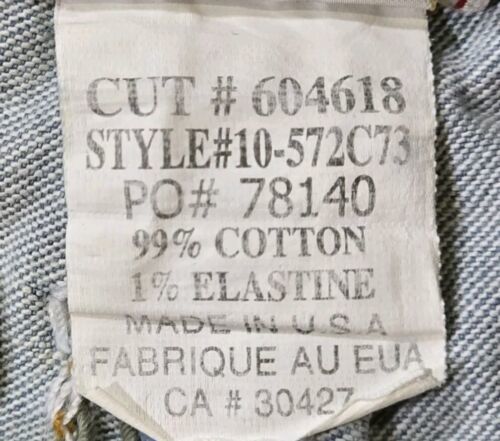 CUT # 604618
STYLE#10-572C73
PO# 78140
99% COTTON
1% ELASTINE
MADE IN U S A
FABRIQUE AU EUA
CA # 30427